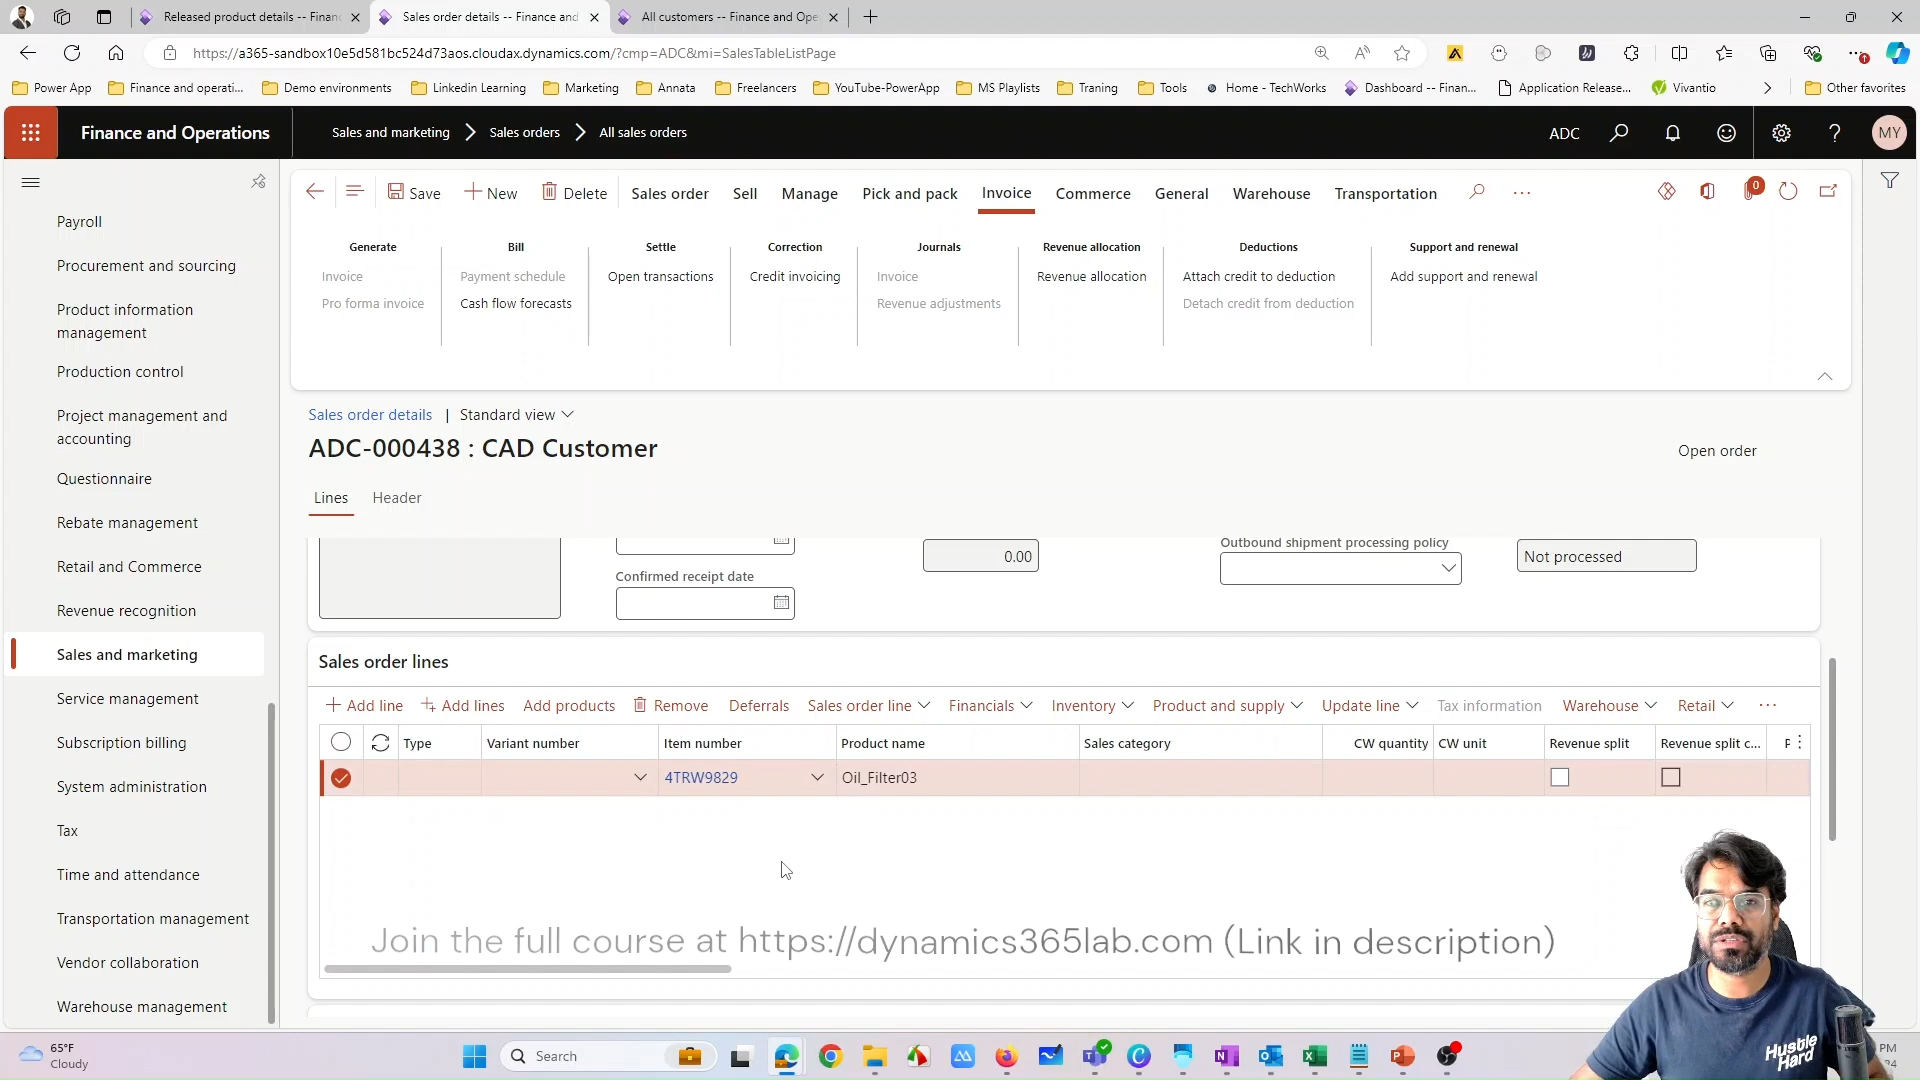 Released product details -- Finan
Sales order details -- Finance and
All customers -- Finance and Ope
https://a365-sandbox10e5d581bc524d73aos.cloudax.dynamics.com/?cmp=ADC&mi=SalesTableListPage
Power App
Finance and operati...
Demo environments
Linkedin Learning
Marketing
Annata
Freelancers
YouTube-PowerApp
MS Playlists
Traning
Tools
Home - TechWorks
Dashboard -- Finan...
Application Release...
Vivantio
Other favorites
Finance and Operations
Sales and marketing
Sales orders
All sales orders
ADC
MY
Save
New
Delete
Sales order
Sell
Manage
Pick and pack
Invoice
Commerce
General
Warehouse
Transportation
0
Generate
Invoice
Pro forma invoice
Bill
Payment schedule
Cash flow forecasts
Settle
Open transactions
Correction
Credit invoicing
Journals
Invoice
Revenue adjustments
Revenue allocation
Revenue allocation
Deductions
Attach credit to deduction
Detach credit from deduction
Support and renewal
Add support and renewal
Payroll
Procurement and sourcing
Product information
management
Production control
Project management and
accounting
Questionnaire
Rebate management
Retail and Commerce
Revenue recognition
Sales and marketing
Service management
Subscription billing
System administration
Tax
Time and attendance
Transportation management
Vendor collaboration
Warehouse management
Sales order details | Standard view
ADC-000438 : CAD Customer
Open order
Lines
Header
Confirmed receipt date
0.00
Outbound shipment processing policy
Not processed
Sales order lines
Add line
Add lines
Add products
Remove
Deferrals
Sales order line
Financials
Inventory
Product and supply
Update line
Tax information
Warehouse
Retail
Type
Variant number
Item number
Product name
Sales category
CW quantity
CW unit
Revenue split
Revenue split c...
4TRW9829
Oil_Filter03
Join the full course at https://dynamics365lab.com (Link in description)
Hustle
Hard
65°F
Cloudy
Search
PM